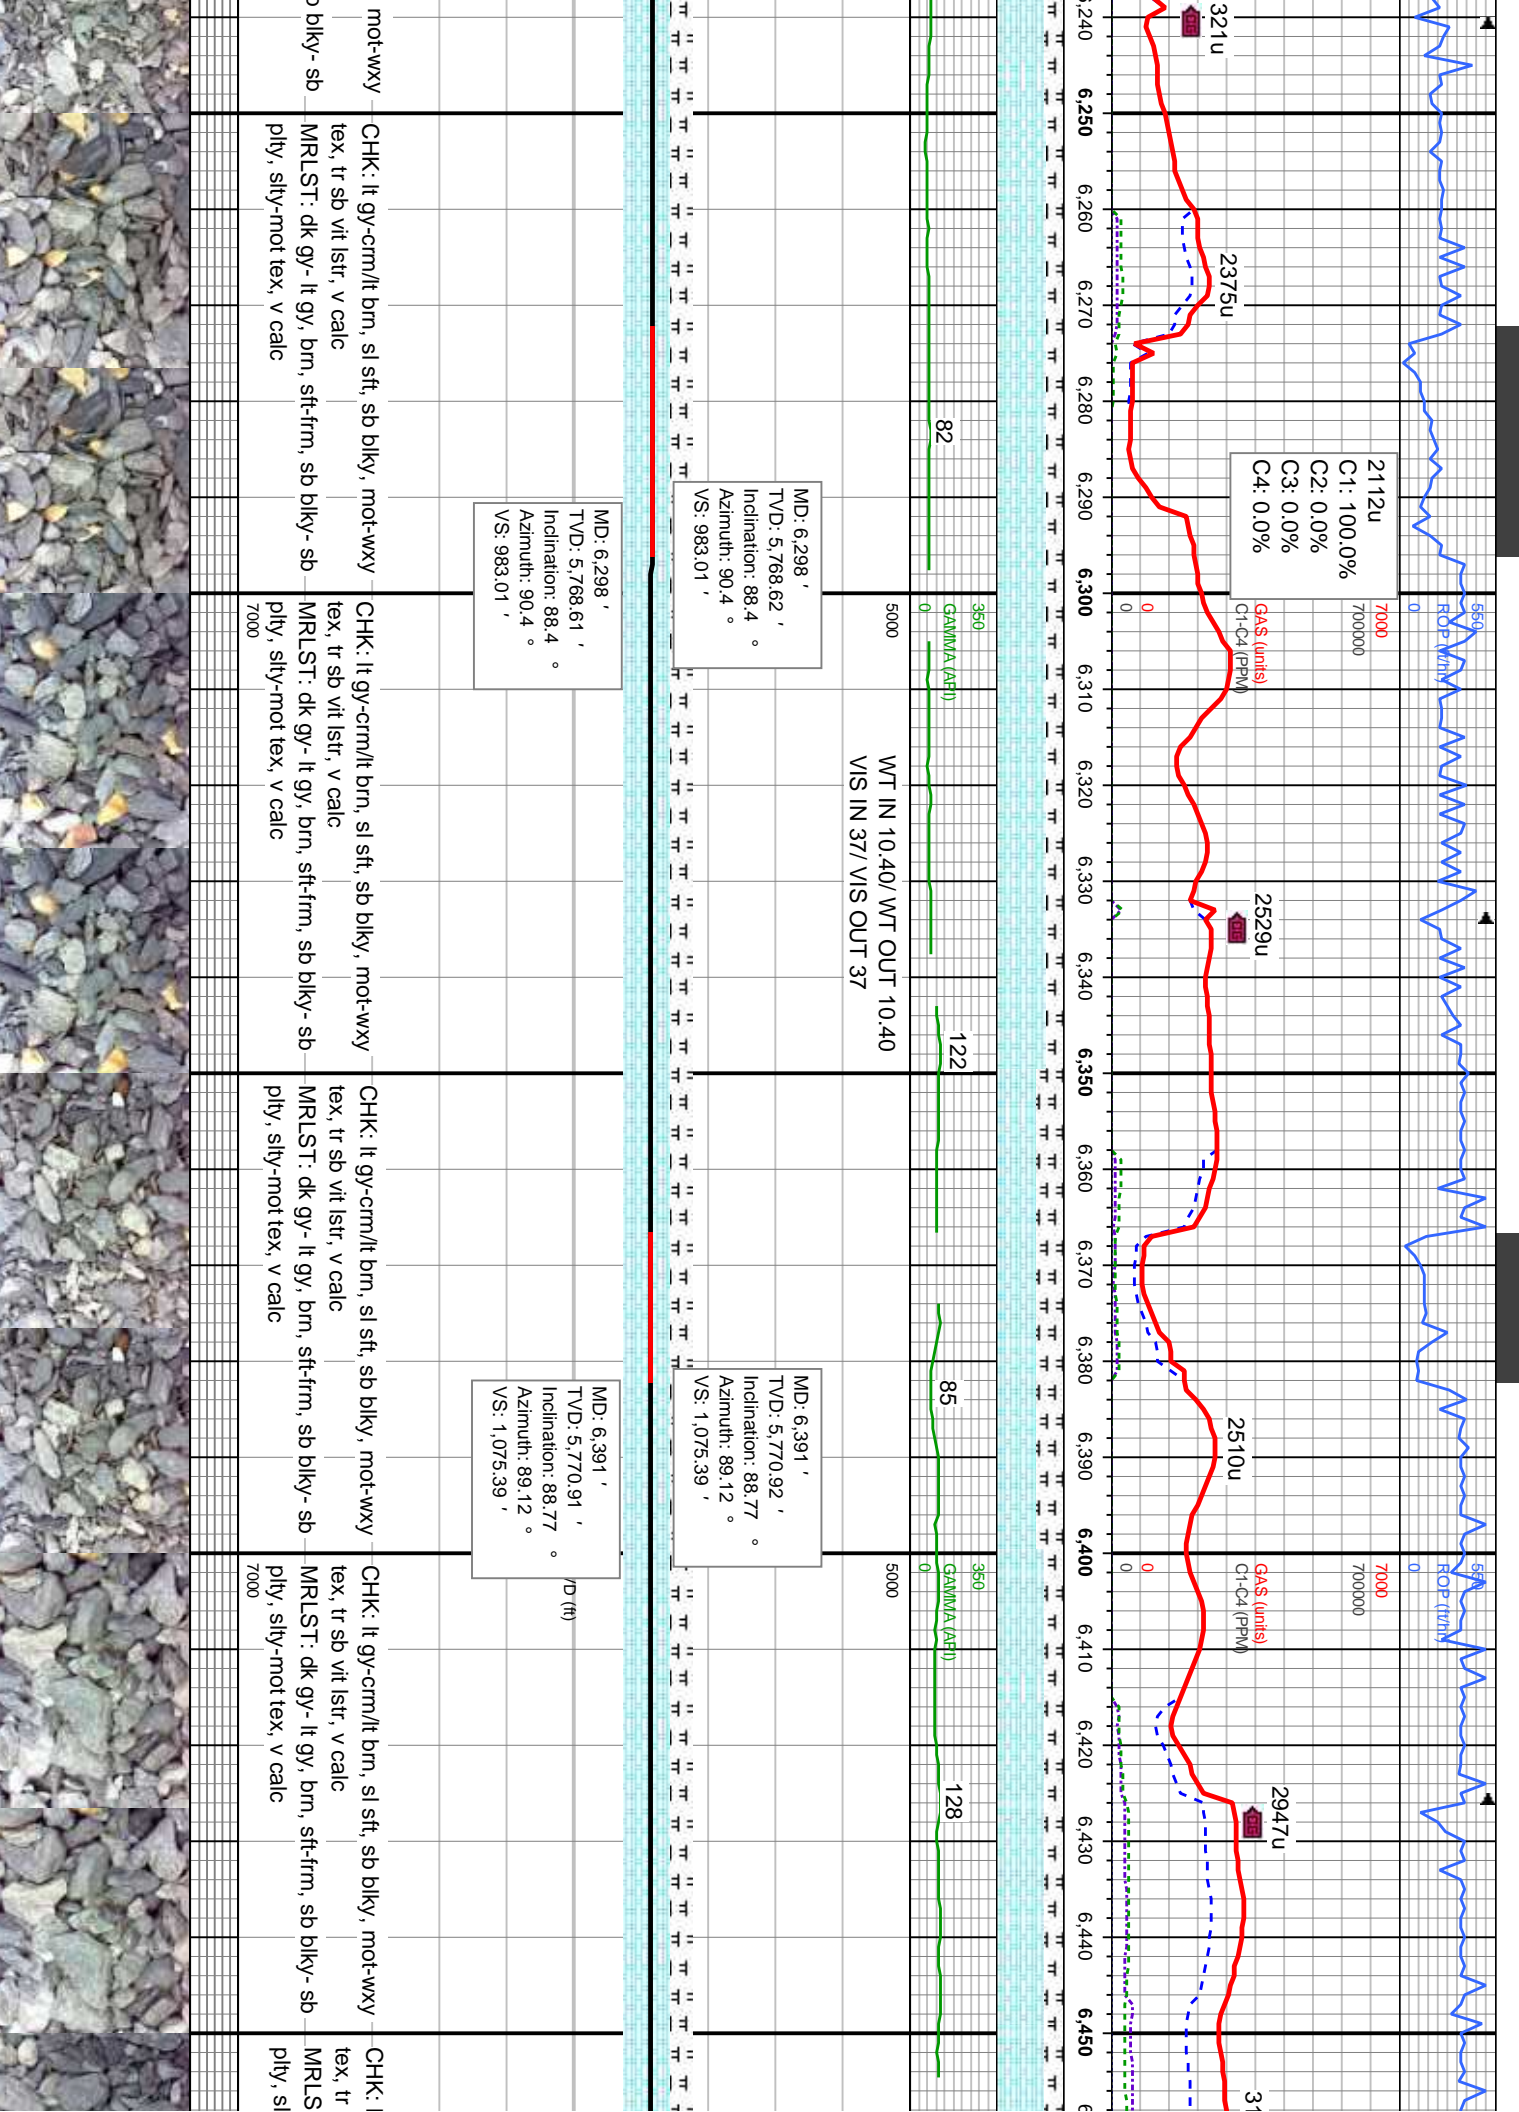 321u
2375u
2112u
C1: 100.0%
C2: 0.0%
C3: 0.0%
C4: 0.0%
2529u
2510u
2947u
31
550
ROP (ft/hr)
0
7000
700000
GAS (units)
C1-C4 (PPM)
0
0
550
ROP (ft/hr)
0
7000
700000
GAS (units)
C1-C4 (PPM)
0
0
6,240
6,250
6,260
6,270
6,280
6,290
6,300
6,310
6,320
6,330
6,340
6,350
6,360
6,370
6,380
6,390
6,400
6,410
6,420
6,430
6,440
6,450
82
122
85
128
350
GAMMA (API)
0
5000
350
GAMMA (API)
0
5000
WT IN 10.40/ WT OUT 10.40
VIS IN 37/ VIS OUT 37
MD: 6,298 '
TVD: 5,768.62 '
Inclination: 88.4 °
Azimuth: 90.4 °
VS: 983.01 '
MD: 6,391 '
TVD: 5,770.92 '
Inclination: 88.77 °
Azimuth: 89.12 °
VS: 1,075.39 '
MD: 6,298 '
TVD: 5,768.61 '
Inclination: 88.4 °
Azimuth: 90.4 °
VS: 983.01 '
MD: 6,391 '
TVD: 5,770.91 '
Inclination: 88.77 °
Azimuth: 89.12 °
VS: 1,075.39 '
VD (ft)
mot-wxy
blky- sb
CHK: lt gy-crm/lt brn, sl sft, sb blky, mot-wxy
tex, tr sb vit lstr, v calc
MRLST: dk gy- lt gy, brn, sft-frm, sb blky- sb
plty, slty-mot tex, v calc
CHK: lt gy-crm/lt brn, sl sft, sb blky, mot-wxy
tex, tr sb vit lstr, v calc
MRLST: dk gy- lt gy, brn, sft-frm, sb blky- sb
plty, slty-mot tex, v calc
7000
CHK: lt gy-crm/lt brn, sl sft, sb blky, mot-wxy
tex, tr sb vit lstr, v calc
MRLST: dk gy- lt gy, brn, sft-frm, sb blky- sb
plty, slty-mot tex, v calc
CHK: lt gy-crm/lt brn, sl sft, sb blky, mot-wxy
tex, tr sb vit lstr, v calc
MRLST: dk gy- lt gy, brn, sft-frm, sb blky- sb
plty, slty-mot tex, v calc
7000
CHK: l
tex, tr
MRLS
plty, sl